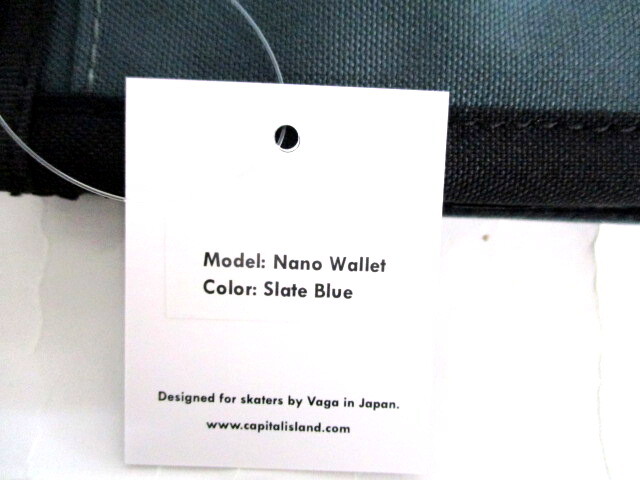 Model: Nano Wallet
Color: Slate Blue
Designed for skaters by Vaga in Japan.
www.capitalisland.com